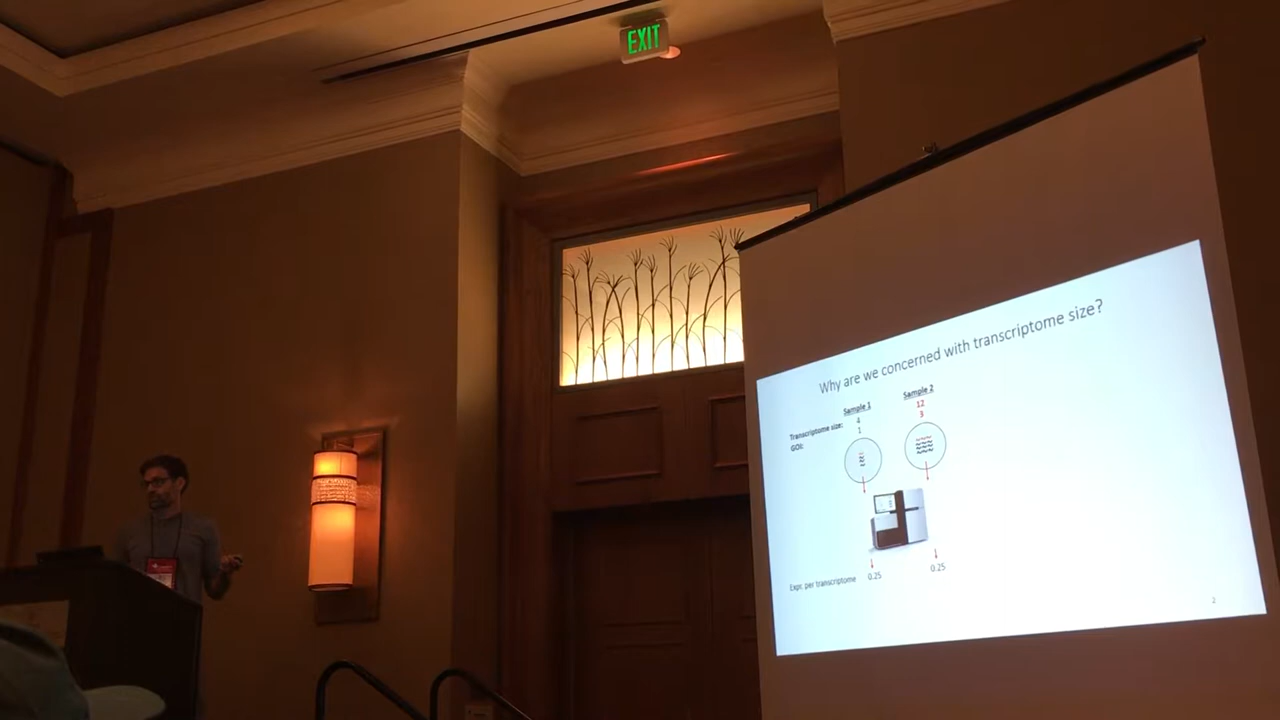 EXIT
Why are we concerned with transcriptome size?
Sample 1
Sample 2
Transcriptome size:
4
12
GOI:
1
3
Expr. per transcriptome
0.25
0.25
2